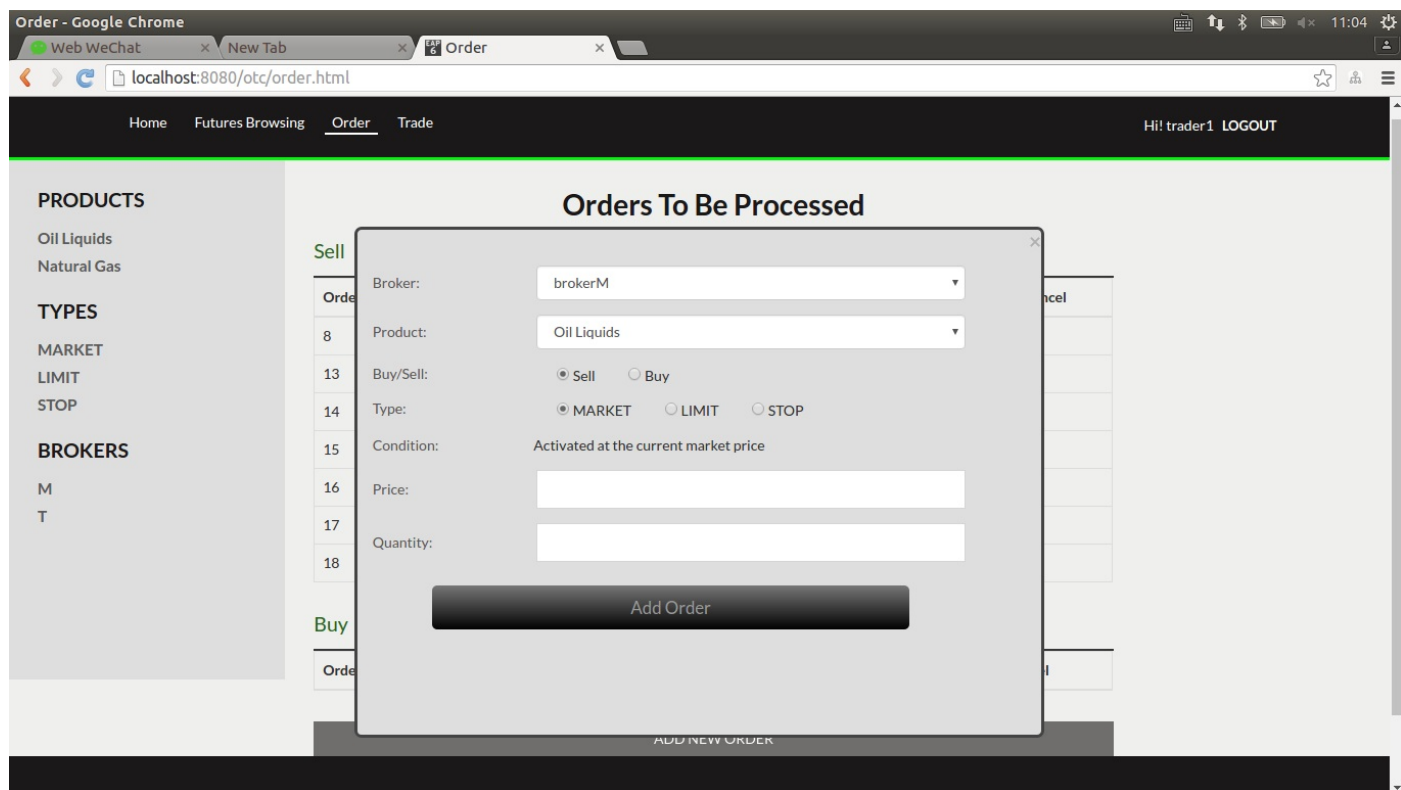 Order - Google Chrome
11:04
Web WeChat
New Tab
EAP 6
Order
localhost:8080/otc/order.html
Home Futures Browsing Order Trade
Hi! trader1 LOGOUT
PRODUCTS
Oil Liquids
Natural Gas
TYPES
MARKET
LIMIT
STOP
BROKERS
M
T
Orders To Be Processed
Sell
Orde
ncel
8
13
14
15
16
17
18
Buy
Orde
l
ADD NEW ORDER
×
Broker: brokerM
Product: Oil Liquids
Buy/Sell: Sell Buy
Type: MARKET LIMIT STOP
Condition: Activated at the current market price
Price:
Quantity:
Add Order